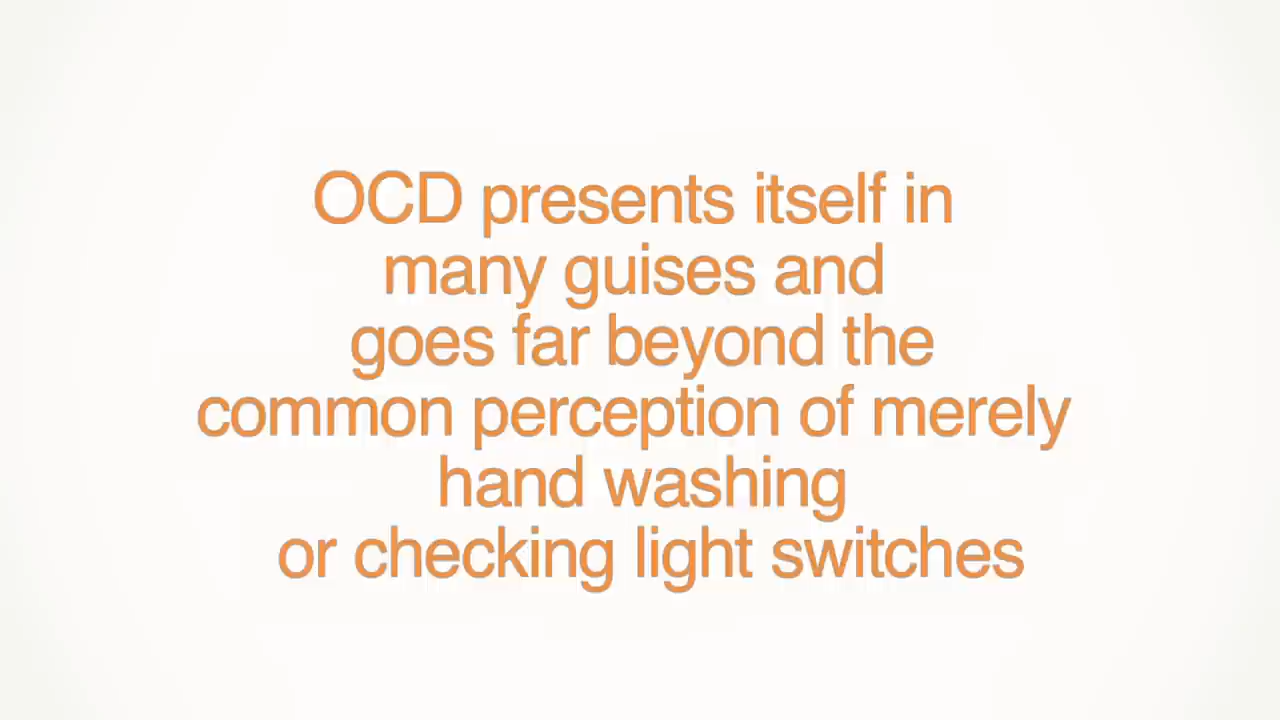 OCD presents itself in
many guises and
goes far beyond the
common perception of merely
hand washing
or checking light switches